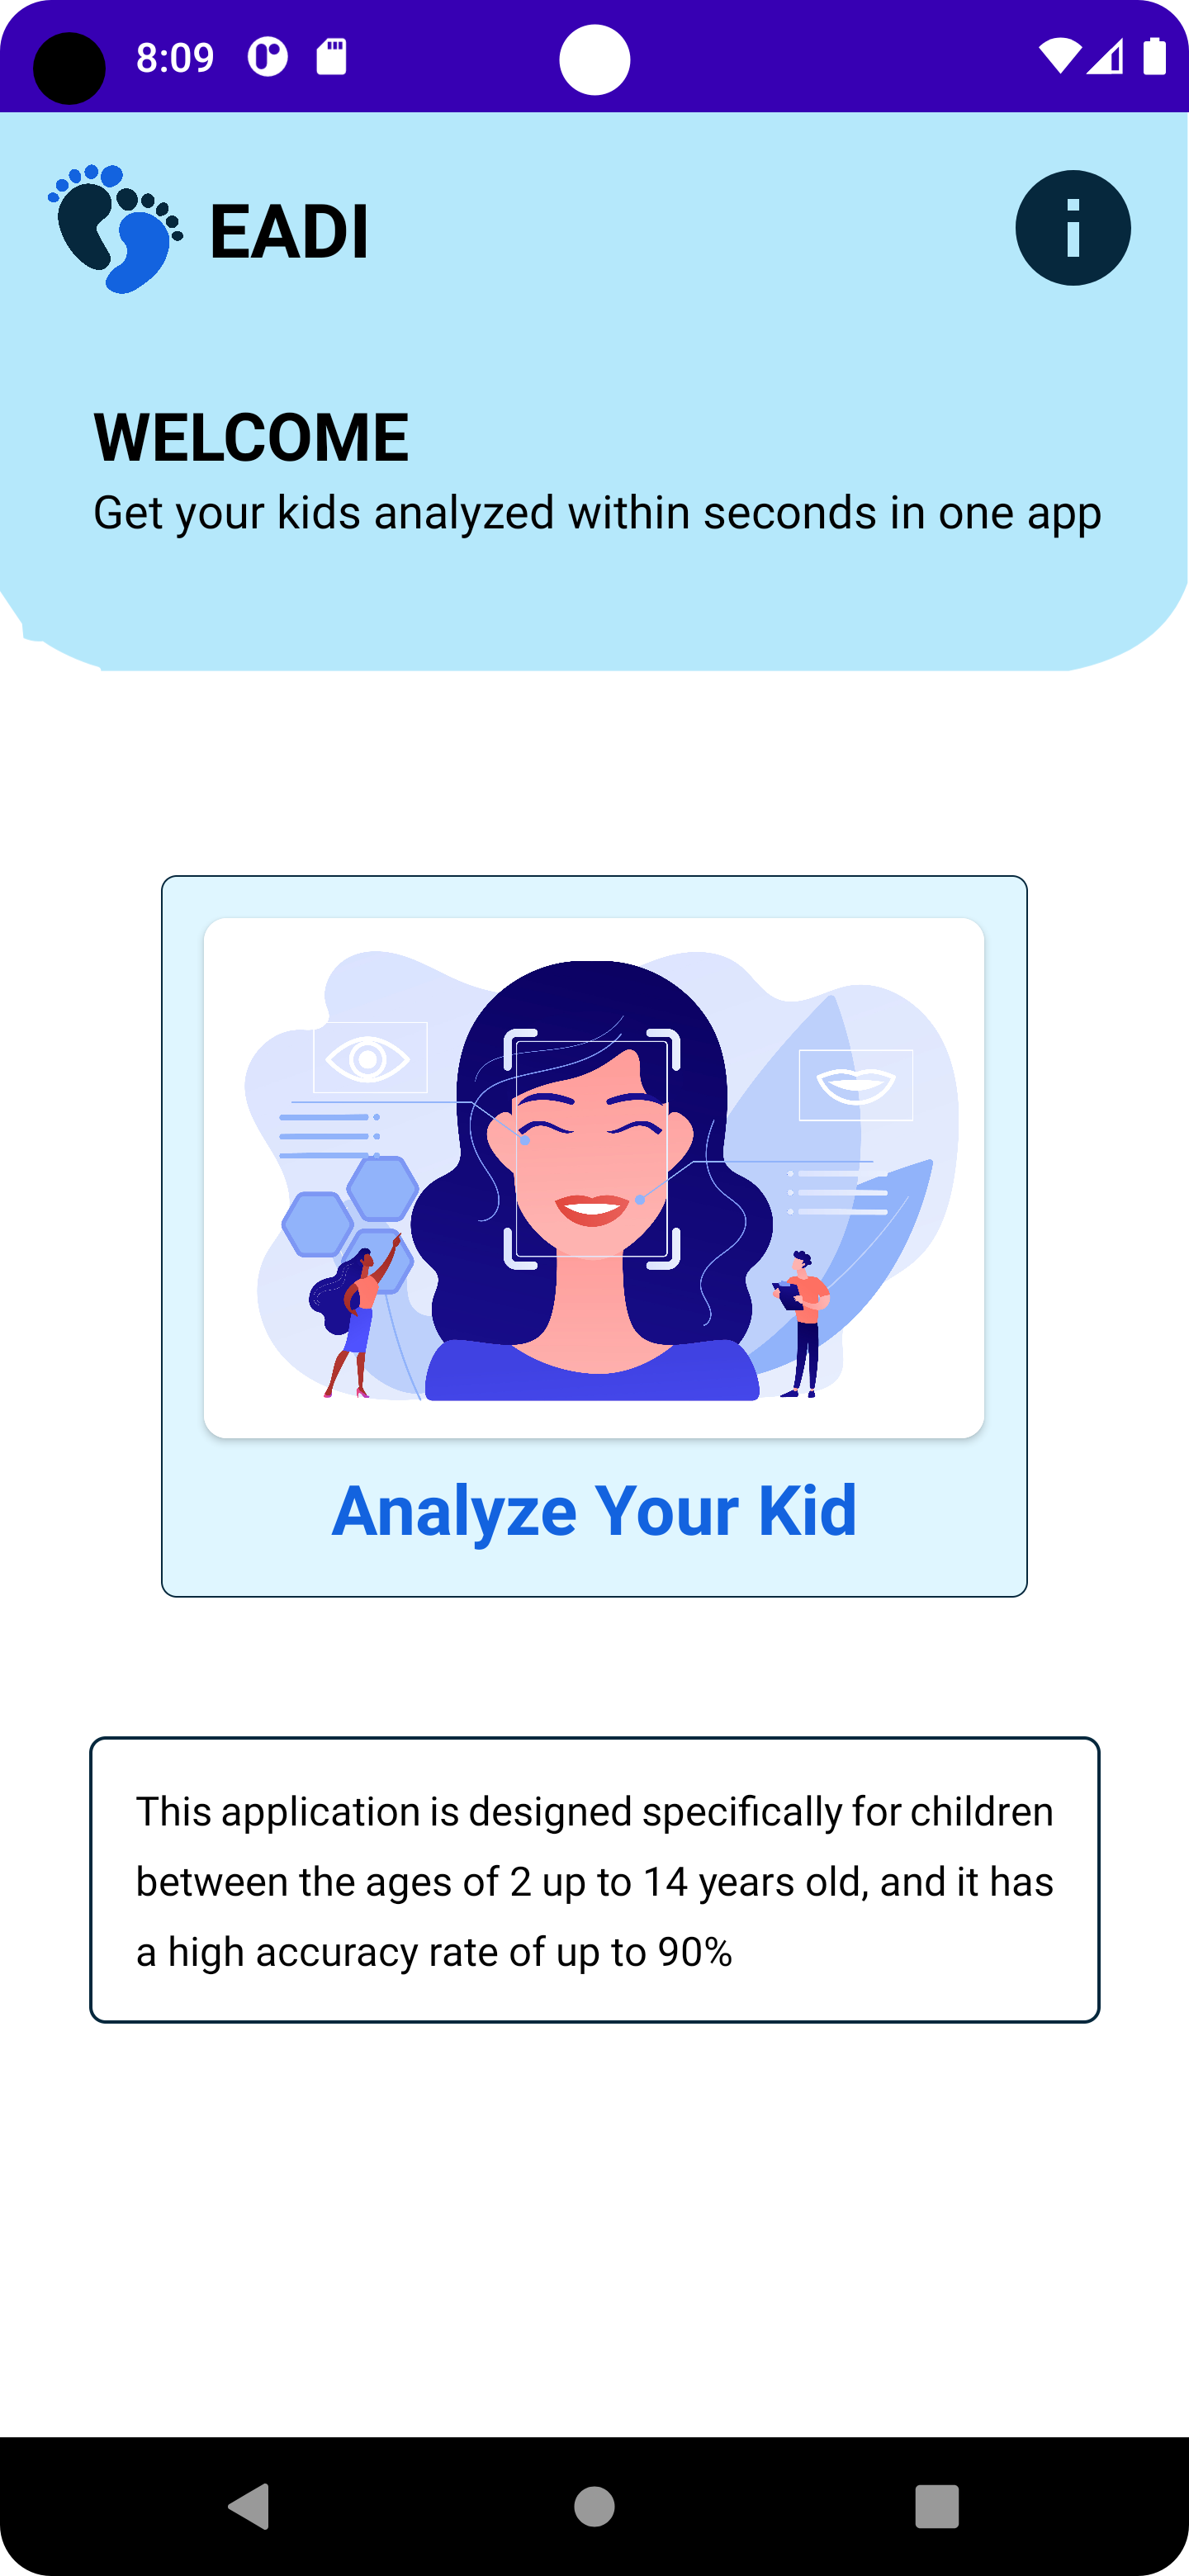 8:09
EADI
WELCOME
Get your kids analyzed within seconds in one app
Analyze Your Kid
This application is designed specifically for children
between the ages of 2 up to 14 years old, and it has
a high accuracy rate of up to 90%